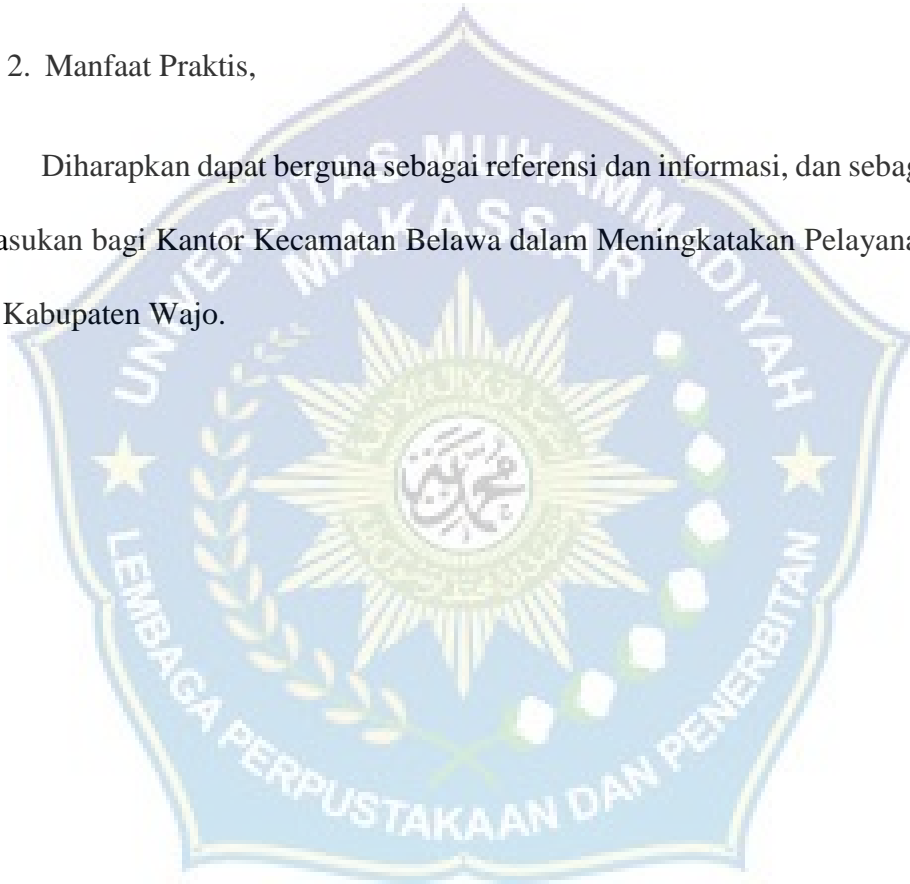 2. Manfaat Praktis,
Diharapkan dapat berguna sebagai referensi dan informasi, dan sebag
asukan bagi Kantor Kecamatan Belawa dalam Meningkatakan Pelayana
Kabupaten Wajo.
UNIVERSITAS MUHAMMADIYAH
MAKASSAR
LEMBAGA PERPUSTAKAAN DAN PENERBITAN